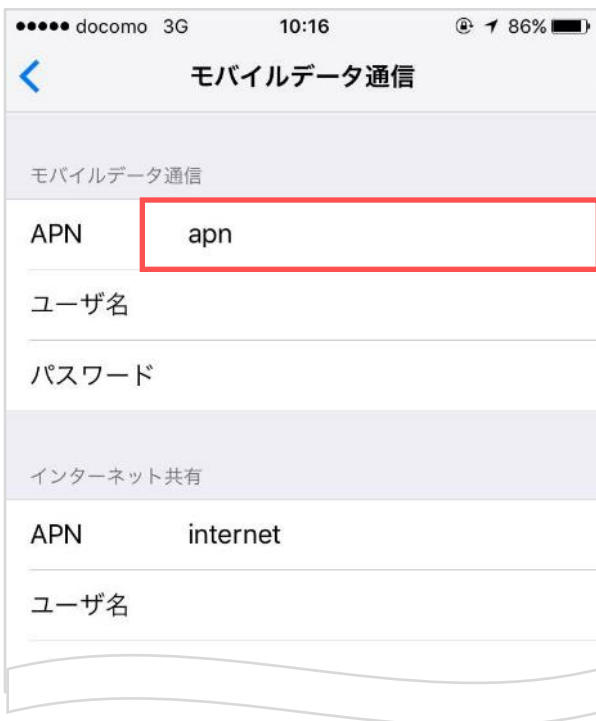 docomo 3G 10:16 86%
モバイルデータ通信
モバイルデータ通信
APN apn
ユーザ名
パスワード
インターネット共有
APN internet
ユーザ名